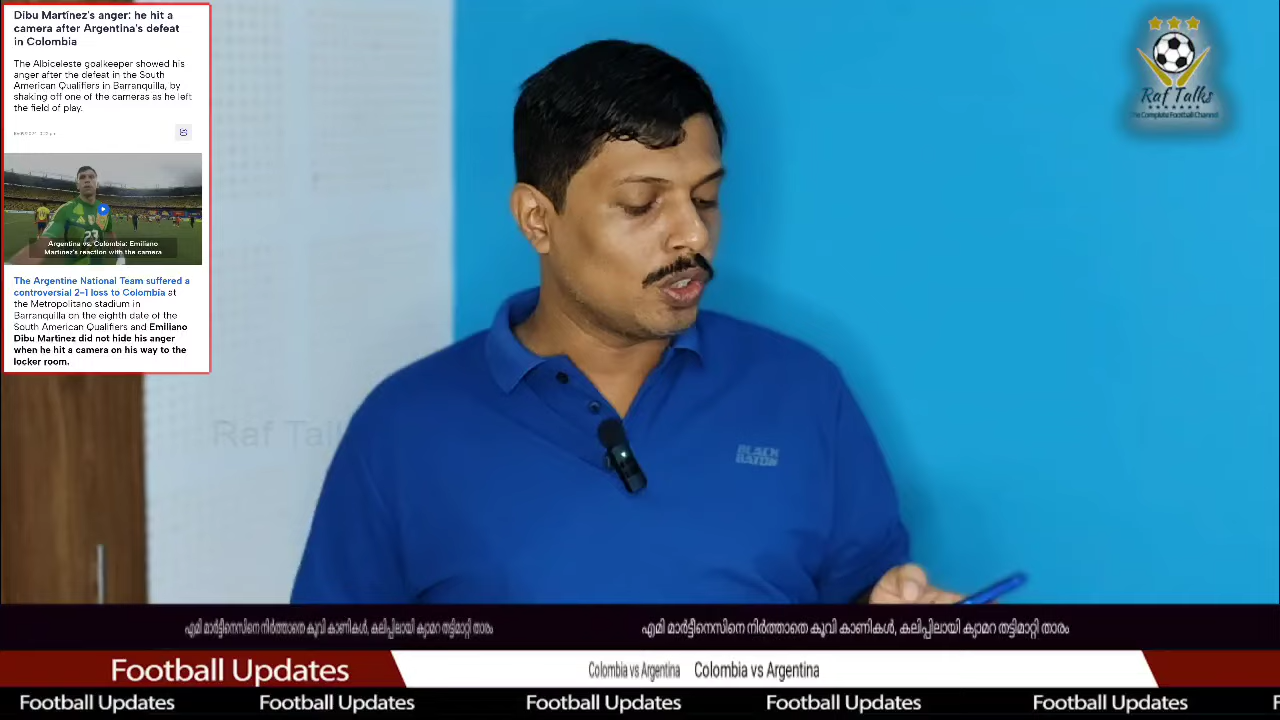 Dibu Martínez's anger: he hit a
camera after Argentina's defeat
in Colombia
The Albiceleste goalkeeper showed his
anger after the defeat in the South
American Qualifiers in Barranquilla, by
shaking off one of the cameras as he left
the field of play.
23
Argentina vs. Colombia: Emiliano
Martínez's reaction with the camera
The Argentine National Team suffered a
controversial 2-1 loss to Colombia at
the Metropolitano stadium in
Barranquilla on the eighth date of the
South American Qualifiers and Emiliano
Dibu Martínez did not hide his anger
when he hit a camera on his way to the
locker room.
Raf Talks
The Complete Football Channel
Raf Tal
BLACK
BATON
എമി മാർട്ടീനെസിനെ നിർത്താതെ കൂവി കാണികൾ, കലിപ്പിലായി ക്യാമറ തട്ടിമാറ്റി താരം എമി മാർട്ടീനെസിനെ നിർത്താതെ കൂവി കാണികൾ, കലിപ്പിലായി ക്യാമറ തട്ടിമാറ്റി താരം
Football Updates Colombia vs Argentina Colombia vs Argentina
Football Updates Football Updates Football Updates Football Updates Football Updates